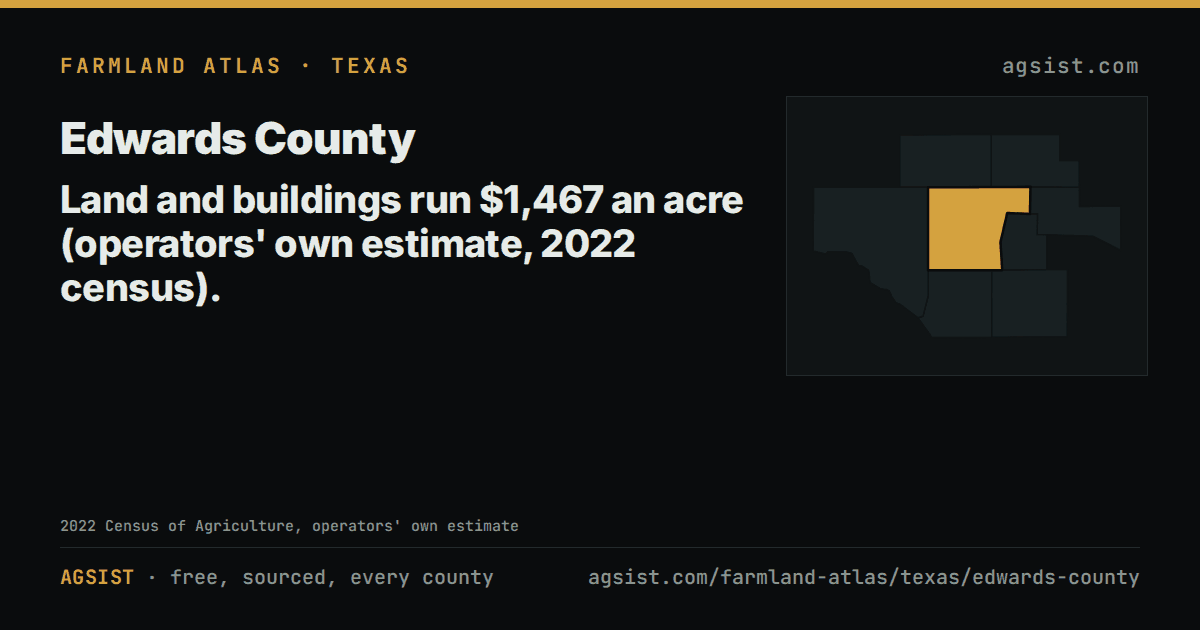 FARMLAND ATLAS · TEXAS
agsist.com
Edwards County
Land and buildings run $1,467 an acre
(operators' own estimate, 2022
census).
2022 Census of Agriculture, operators' own estimate
AGSIST · free, sourced, every county
agsist.com/farmland-atlas/texas/edwards-county